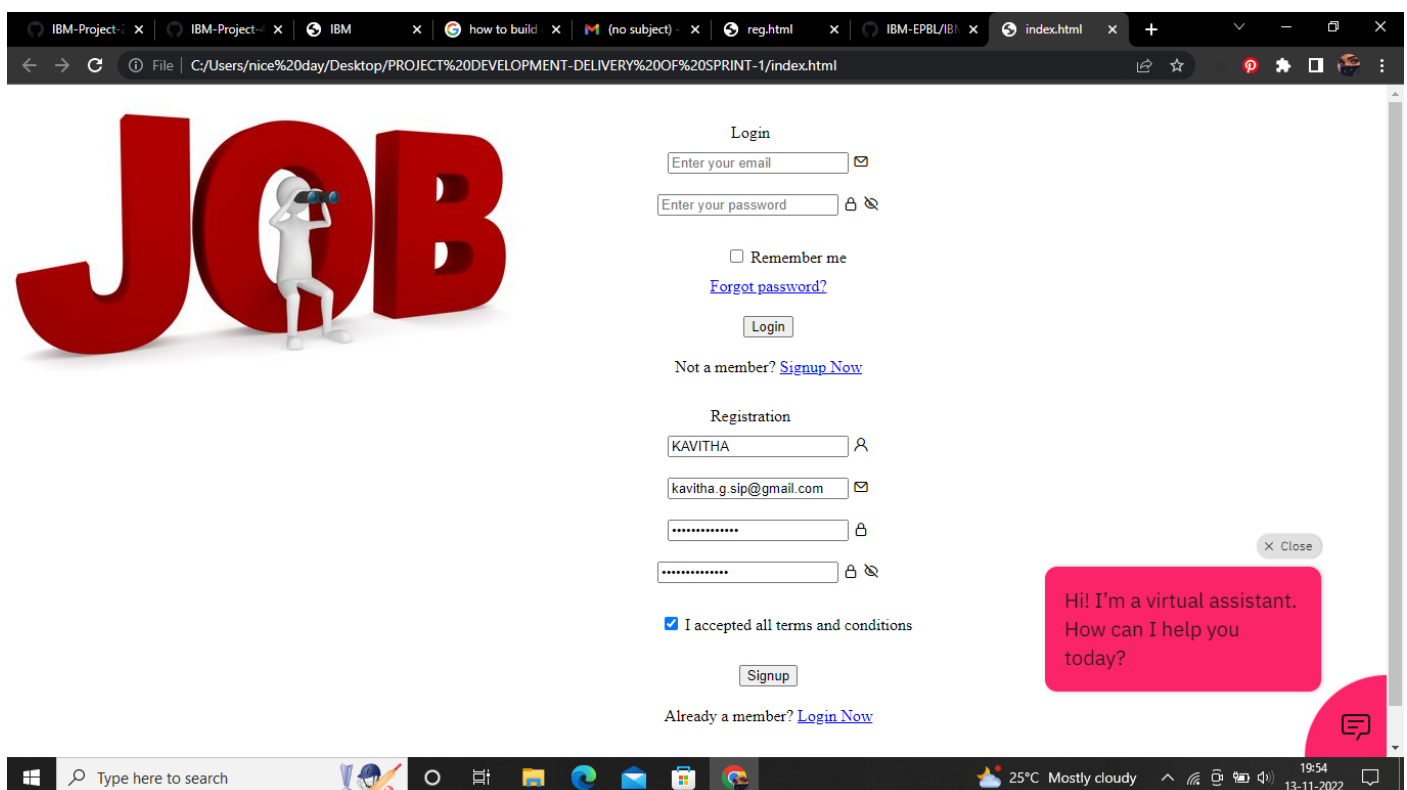 IBM-Project-2
IBM-Project-4
IBM
how to build
(no subject) -
reg.html
IBM-EPBL/IBM
index.html
File | C:/Users/nice%20day/Desktop/PROJECT%20DEVELOPMENT-DELIVERY%20OF%20SPRINT-1/index.html
JOB
Login
Enter your email
Enter your password
Remember me
Forgot password?
Login
Not a member? Signup Now
Registration
KAVITHA
kavitha.g.sip@gmail.com
••••••••••••••
••••••••••••••
I accepted all terms and conditions
Signup
Already a member? Login Now
Close
Hi! I'm a virtual assistant.
How can I help you
today?
Type here to search
25°C Mostly cloudy
19:54
13-11-2022